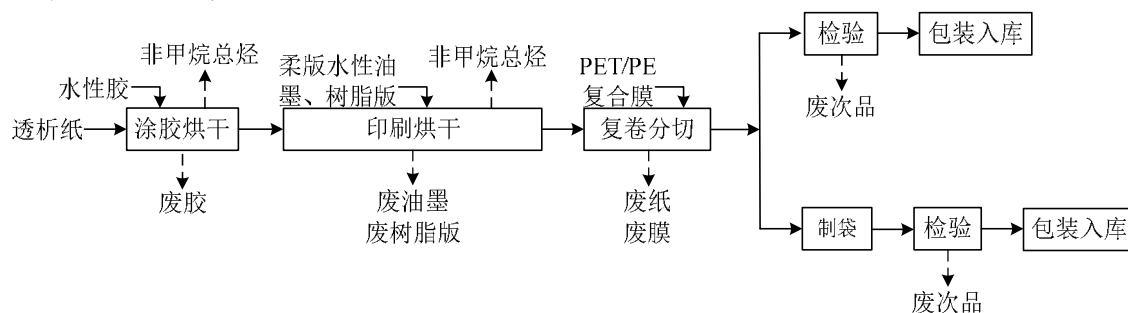 检验
包装入库
非甲烷总烃
柔版水性油
非甲烷总烃
PET/PE
水性胶
墨、树脂版
复合膜
废次品
透析纸
涂胶烘干
印刷烘干
复卷分切
废胶
废油墨
废纸
废树脂版
废膜
制袋
检验
包装入库
废次品